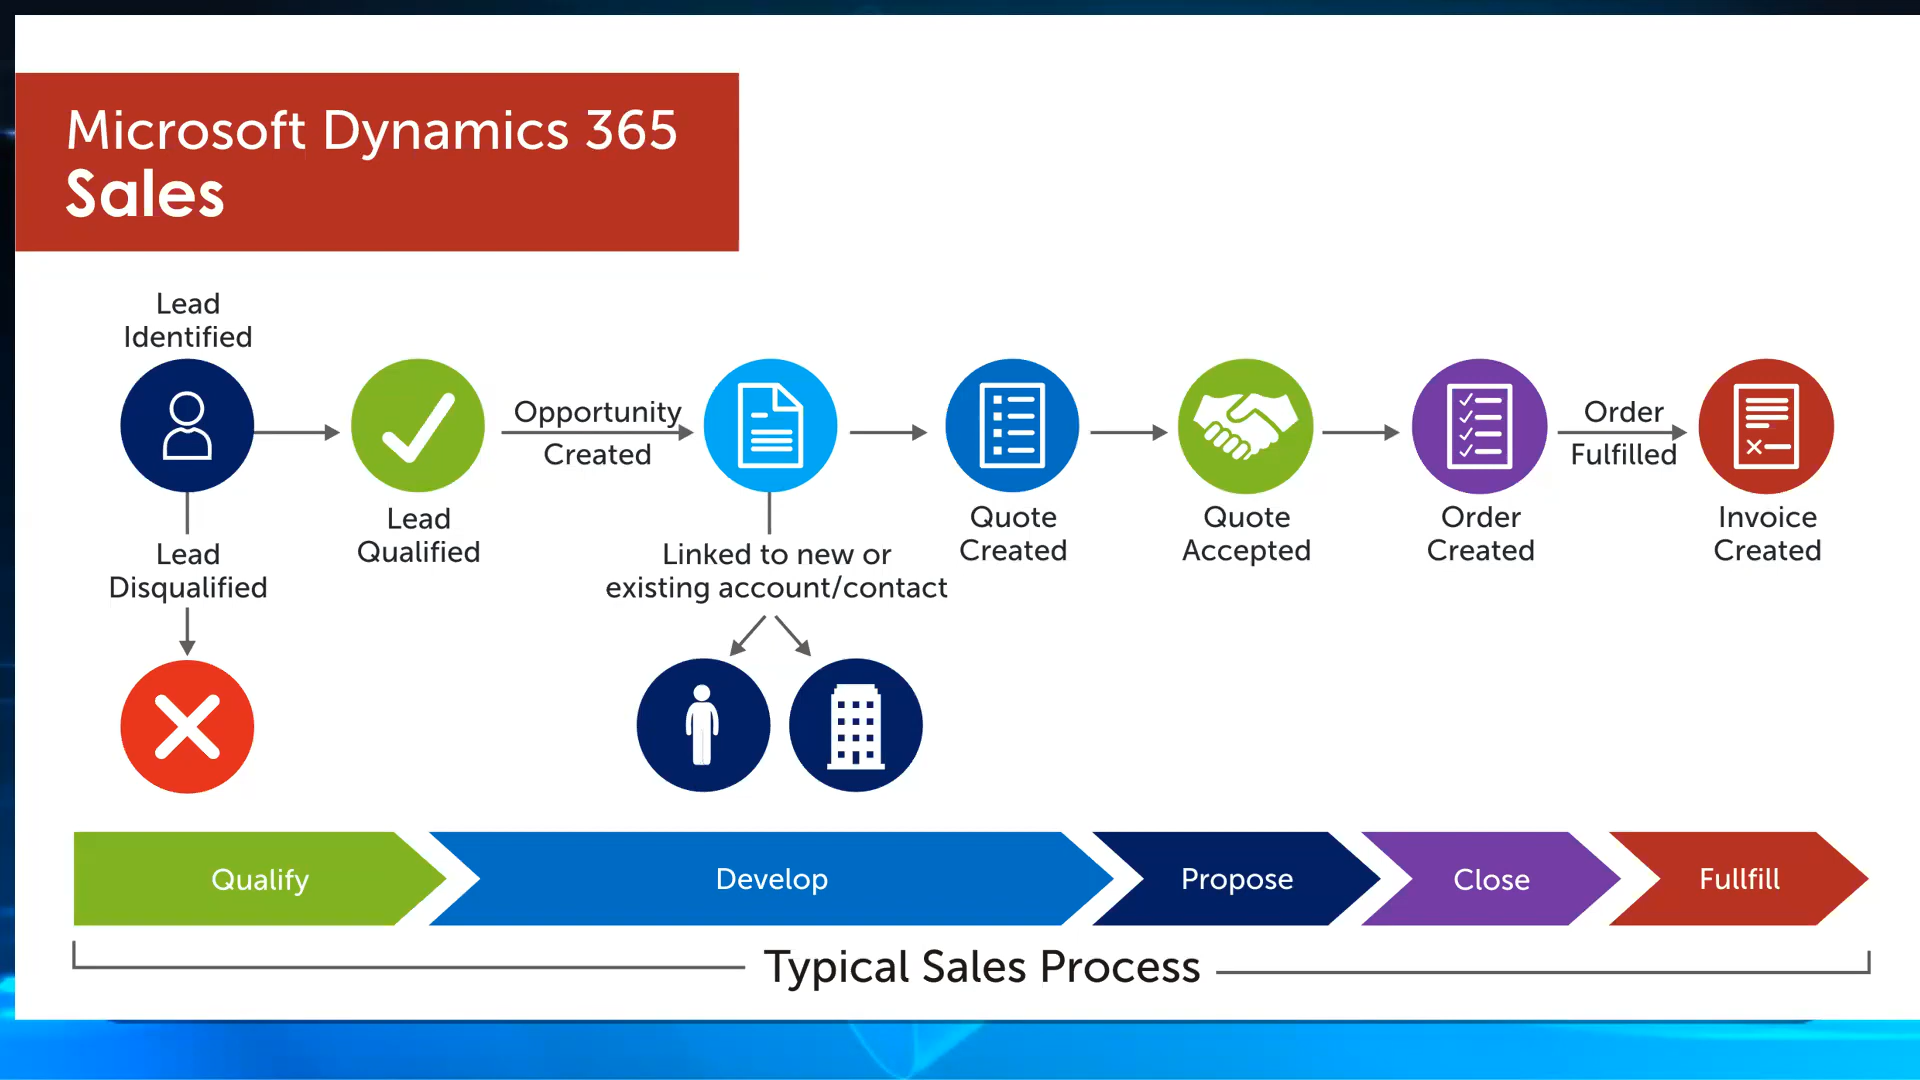 Microsoft Dynamics 365
Sales
Lead
Identified
Opportunity
Created
Order
Fulfilled
Lead
Disqualified
Lead
Qualified
Linked to new or
existing account/contact
Quote
Created
Quote
Accepted
Order
Created
Invoice
Created
Qualify
Develop
Propose
Close
Fullfill
Typical Sales Process